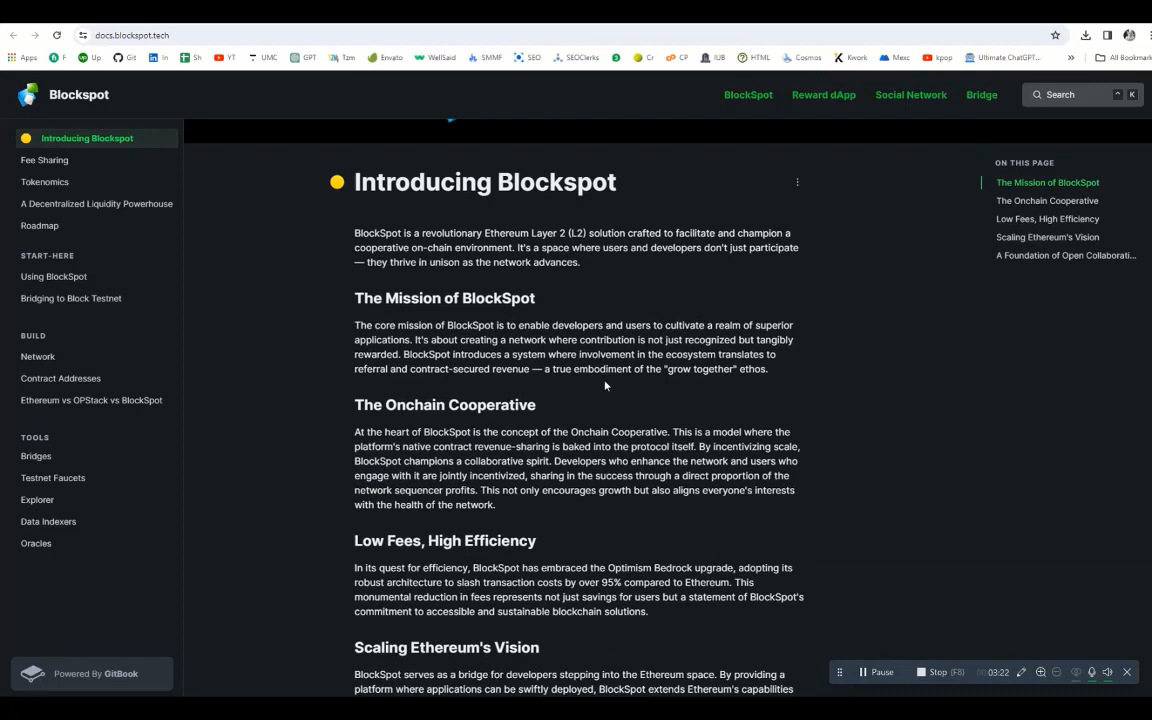 docs.blockspot.tech
Apps F Up Git In Sh YT UMC GPT Tzm Envato WellSaid SMMF SEO SEOClerks Cr CP IUB HTML Cosmos Kwork Mexc kpop Ultimate ChatGPT... » All Bookmark
Blockspot
BlockSpot Reward dApp Social Network Bridge Search ^ K
Introducing Blockspot
Fee Sharing
Tokenomics
A Decentralized Liquidity Powerhouse
Roadmap
START-HERE
Using BlockSpot
Bridging to Block Testnet
BUILD
Network
Contract Addresses
Ethereum vs OPStack vs BlockSpot
TOOLS
Bridges
Testnet Faucets
Explorer
Data Indexers
Oracles
Powered By GitBook
Introducing Blockspot
BlockSpot is a revolutionary Ethereum Layer 2 (L2) solution crafted to facilitate and champion a
cooperative on-chain environment. It's a space where users and developers don't just participate
— they thrive in unison as the network advances.
The Mission of BlockSpot
The core mission of BlockSpot is to enable developers and users to cultivate a realm of superior
applications. It's about creating a network where contribution is not just recognized but tangibly
rewarded. BlockSpot introduces a system where involvement in the ecosystem translates to
referral and contract-secured revenue — a true embodiment of the "grow together" ethos.
The Onchain Cooperative
At the heart of BlockSpot is the concept of the Onchain Cooperative. This is a model where the
platform's native contract revenue-sharing is baked into the protocol itself. By incentivizing scale,
BlockSpot champions a collaborative spirit. Developers who enhance the network and users who
engage with it are jointly incentivized, sharing in the success through a direct proportion of the
network sequencer profits. This not only encourages growth but also aligns everyone's interests
with the health of the network.
Low Fees, High Efficiency
In its quest for efficiency, BlockSpot has embraced the Optimism Bedrock upgrade, adopting its
robust architecture to slash transaction costs by over 95% compared to Ethereum. This
monumental reduction in fees represents not just savings for users but a statement of BlockSpot's
commitment to accessible and sustainable blockchain solutions.
Scaling Ethereum's Vision
BlockSpot serves as a bridge for developers stepping into the Ethereum space. By providing a
platform where applications can be swiftly deployed, BlockSpot extends Ethereum's capabilities
ON THIS PAGE
The Mission of BlockSpot
The Onchain Cooperative
Low Fees, High Efficiency
Scaling Ethereum's Vision
A Foundation of Open Collaborati...
Pause Stop (F8) 00:03:22